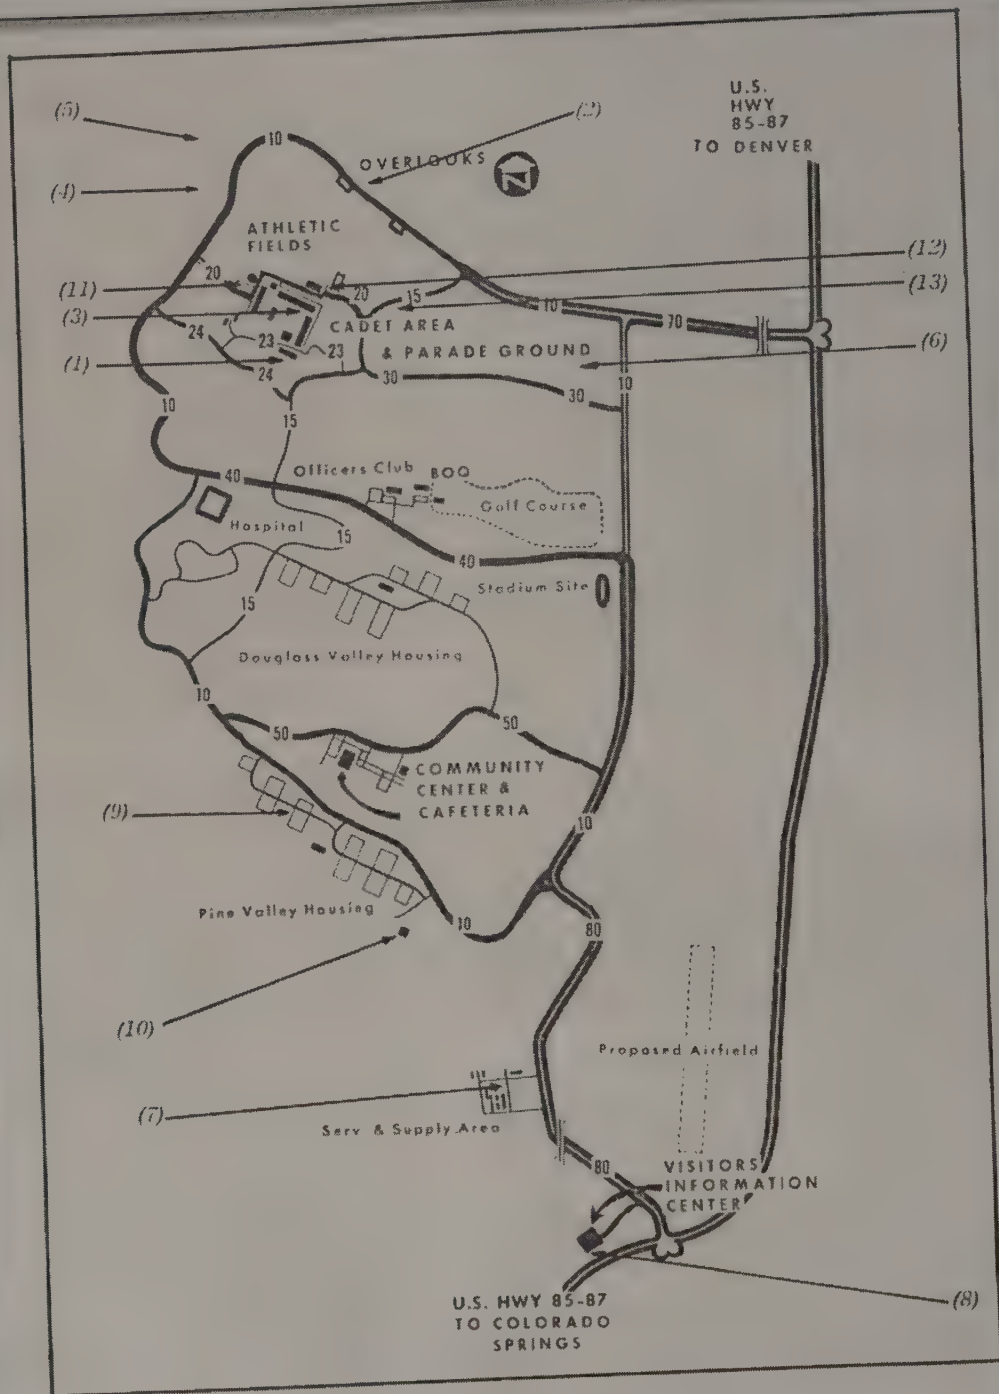 U.S.
HWY
85-87
TO DENVER
(5)
(2)
10
OVERLOOKS
N
(4)
ATHLETIC
FIELDS
(12)
20
(11)
20
15
(13)
10
(3)
70
24
CADET AREA
23
23
& PARADE GROUND
(6)
(1)
24
30
10
30
10
15
Officers Club
BOQ
40
Golf Course
Hospital
15
40
Stadium Site
15
Douglass Valley Housing
10
50
50
COMMUNITY
CENTER &
CAFETERIA
(9)
10
Pine Valley Housing
10
80
(10)
Proposed Airfield
(7)
Serv. & Supply Area
80
VISITORS
INFORMATION
CENTER
(8)
U.S. HWY 85-87
TO COLORADO
SPRINGS